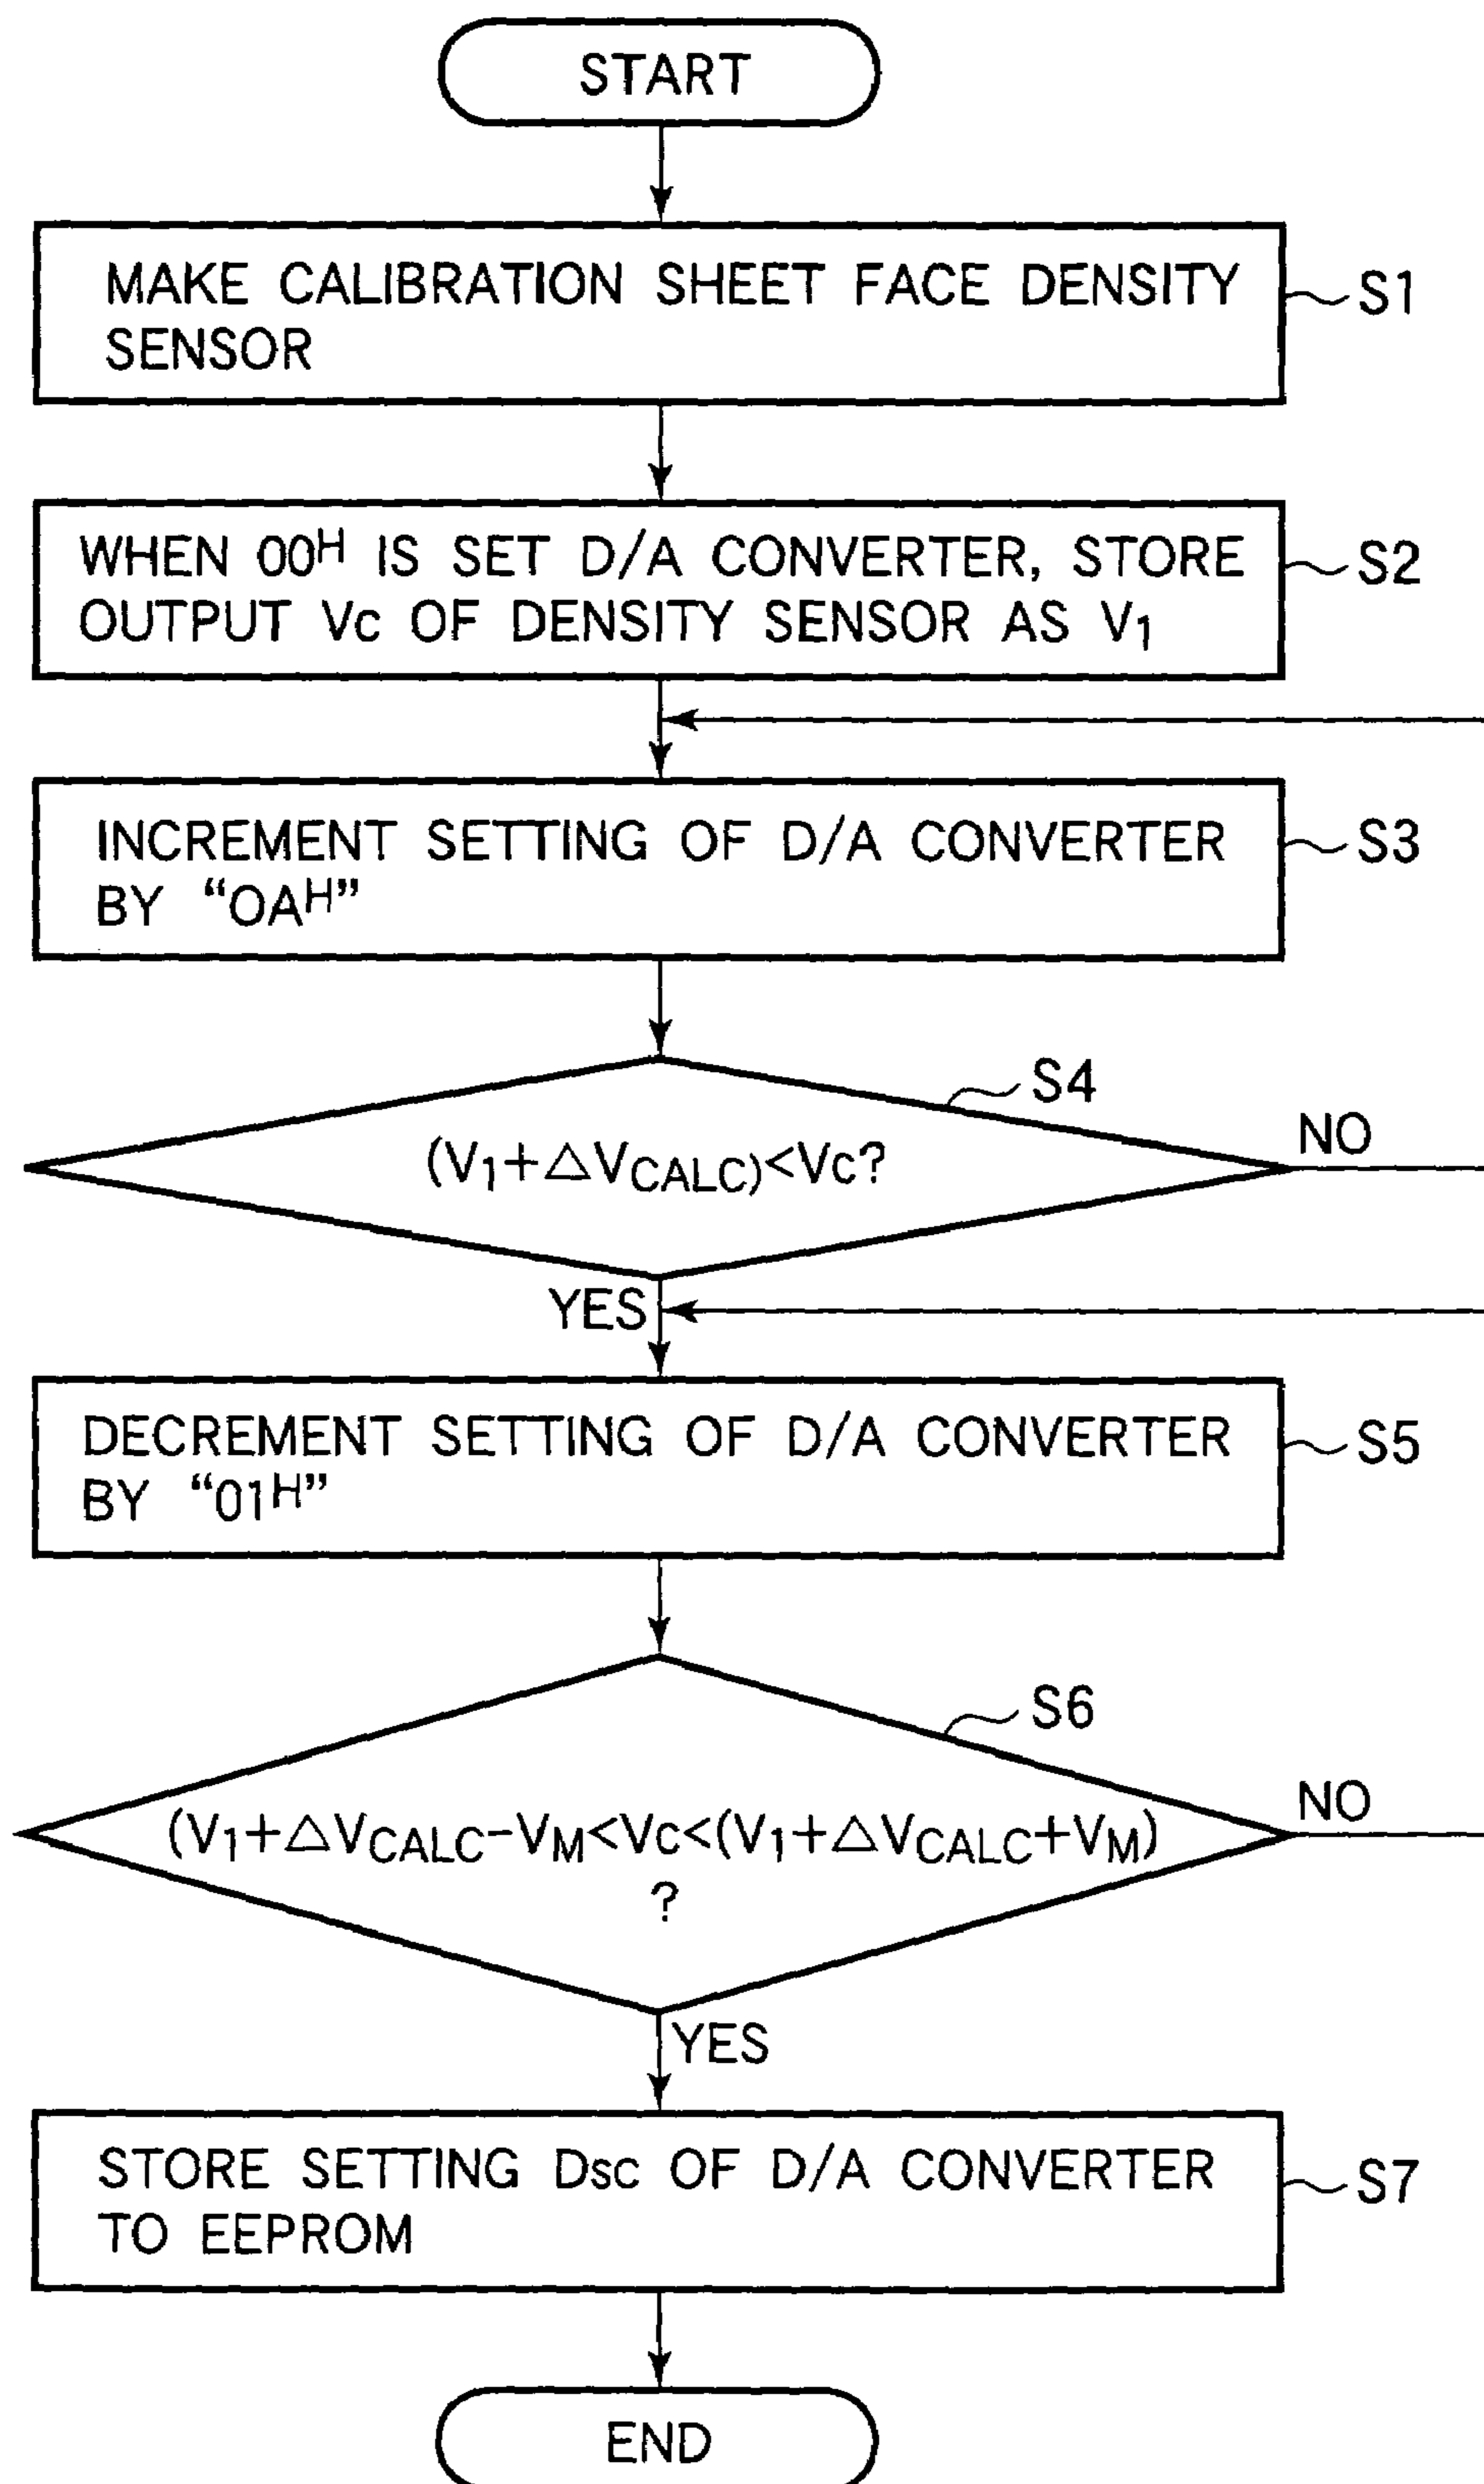 START
MAKE CALIBRATION SHEET FACE DENSITY
SENSOR
S1
WHEN 00ᴴ IS SET D/A CONVERTER, STORE
OUTPUT Vc OF DENSITY SENSOR AS V₁
S2
INCREMENT SETTING OF D/A CONVERTER
BY “0Aᴴ”
S3
S4
(V₁+△VCALC)<Vc?
NO
YES
DECREMENT SETTING OF D/A CONVERTER
BY “01ᴴ”
S5
S6
(V₁+△VCALC-VM<Vc<(V₁+△VCALC+VM)
?
NO
YES
STORE SETTING Dsc OF D/A CONVERTER
TO EEPROM
S7
END